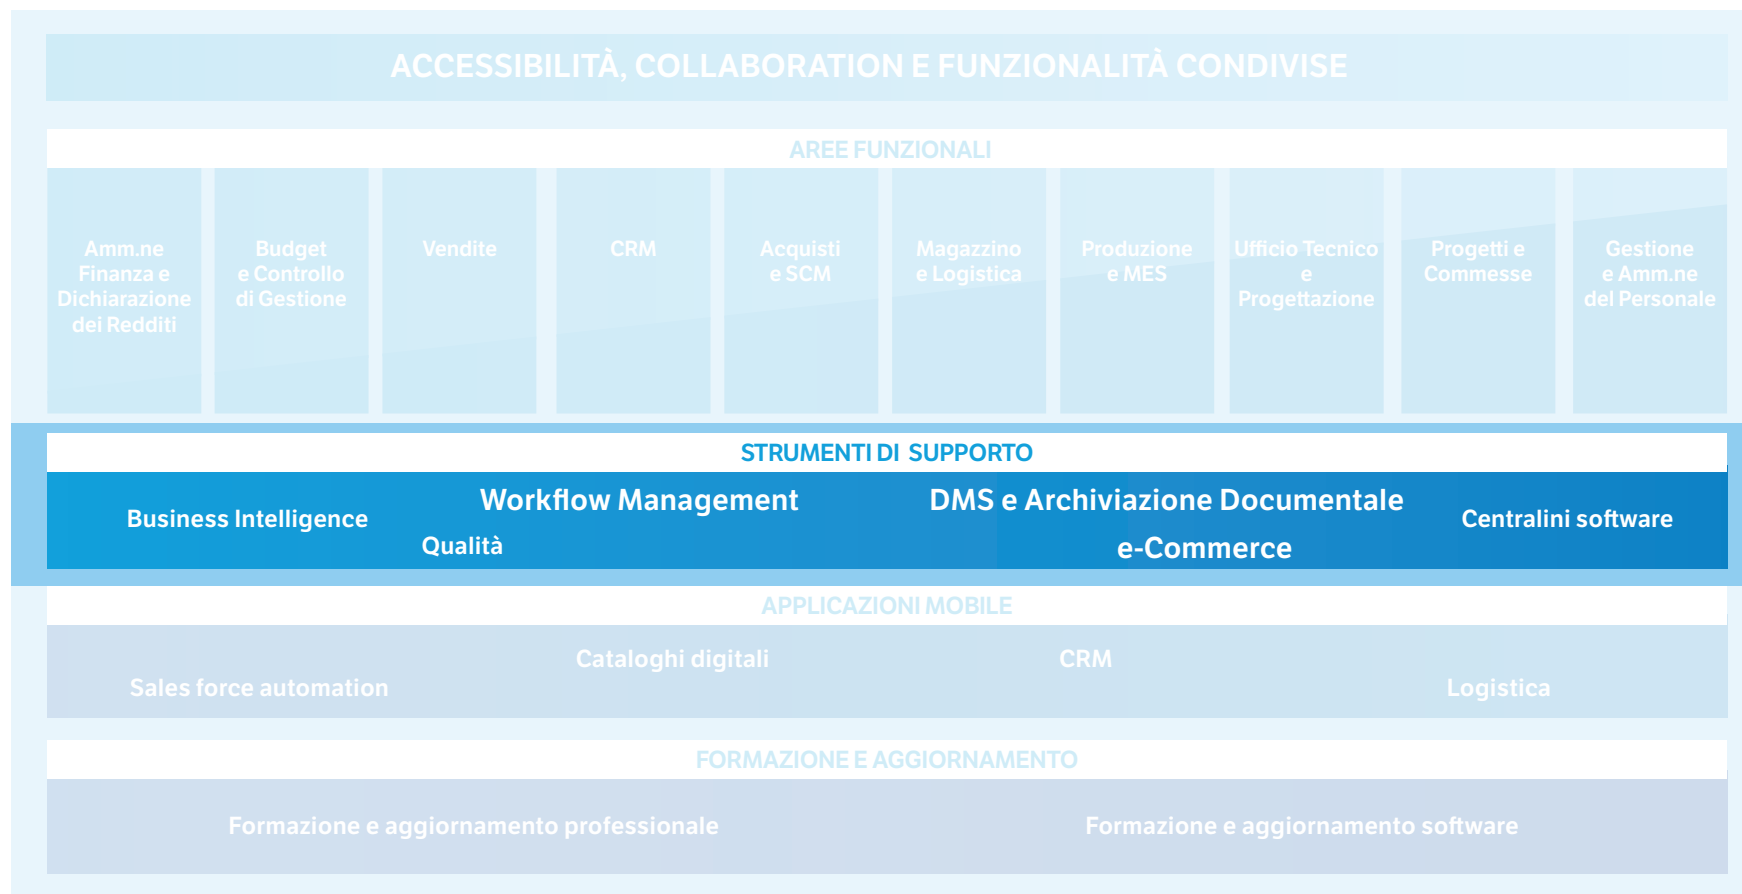 ACCESSIBILITÀ, COLLABORATION E FUNZIONALITÀ CONDIVISE
AREE FUNZIONALI
Amm.ne
Finanza e
Dichiarazione
dei Redditi
Budget
e Controllo
di Gestione
Vendite
CRM
Acquisti
e SCM
Magazzino
e Logistica
Produzione
e MES
Ufficio Tecnico
e
Progettazione
Progetti e
Commesse
Gestione
e Amm.ne
del Personale
STRUMENTI DI SUPPORTO
Business Intelligence
Workflow Management
Qualità
DMS e Archiviazione Documentale
e-Commerce
Centralini software
APPLICAZIONI MOBILE
Sales force automation
Cataloghi digitali
CRM
Logistica
FORMAZIONE E AGGIORNAMENTO
Formazione e aggiornamento professionale
Formazione e aggiornamento software